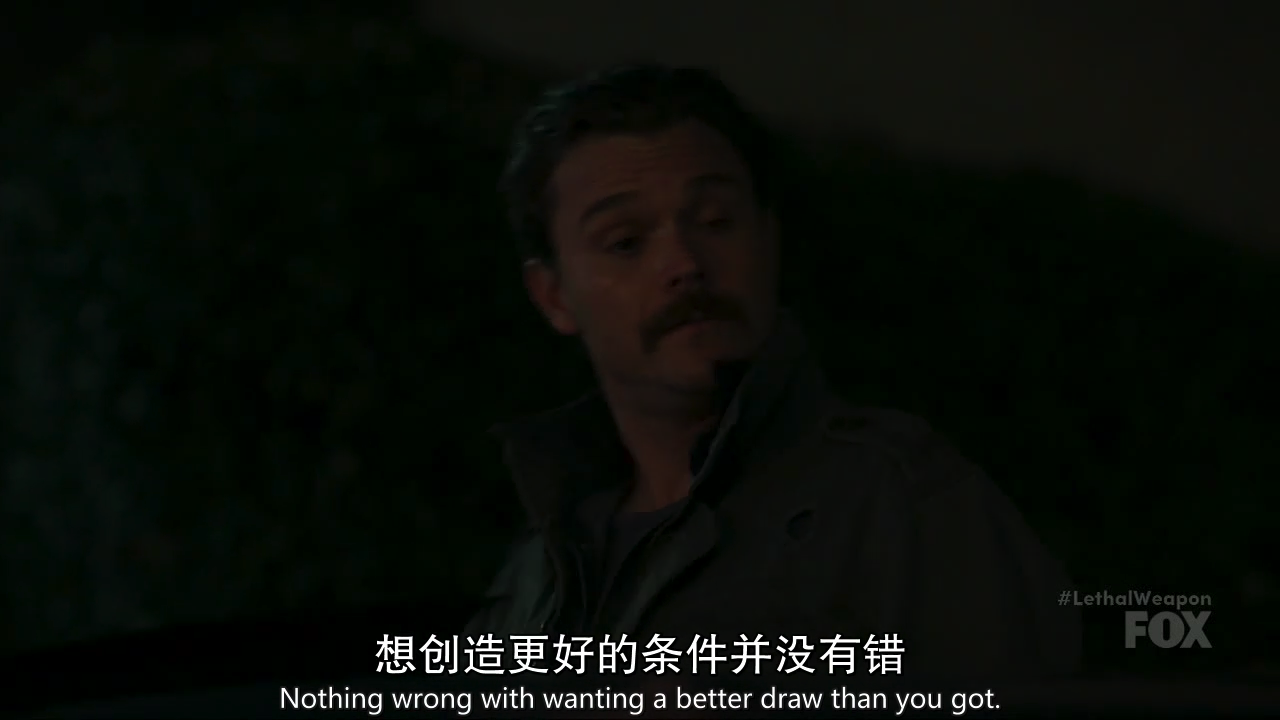 #LethalWeapon
FOX
想创造更好的条件并没有错
Nothing wrong with wanting a better draw than you got.